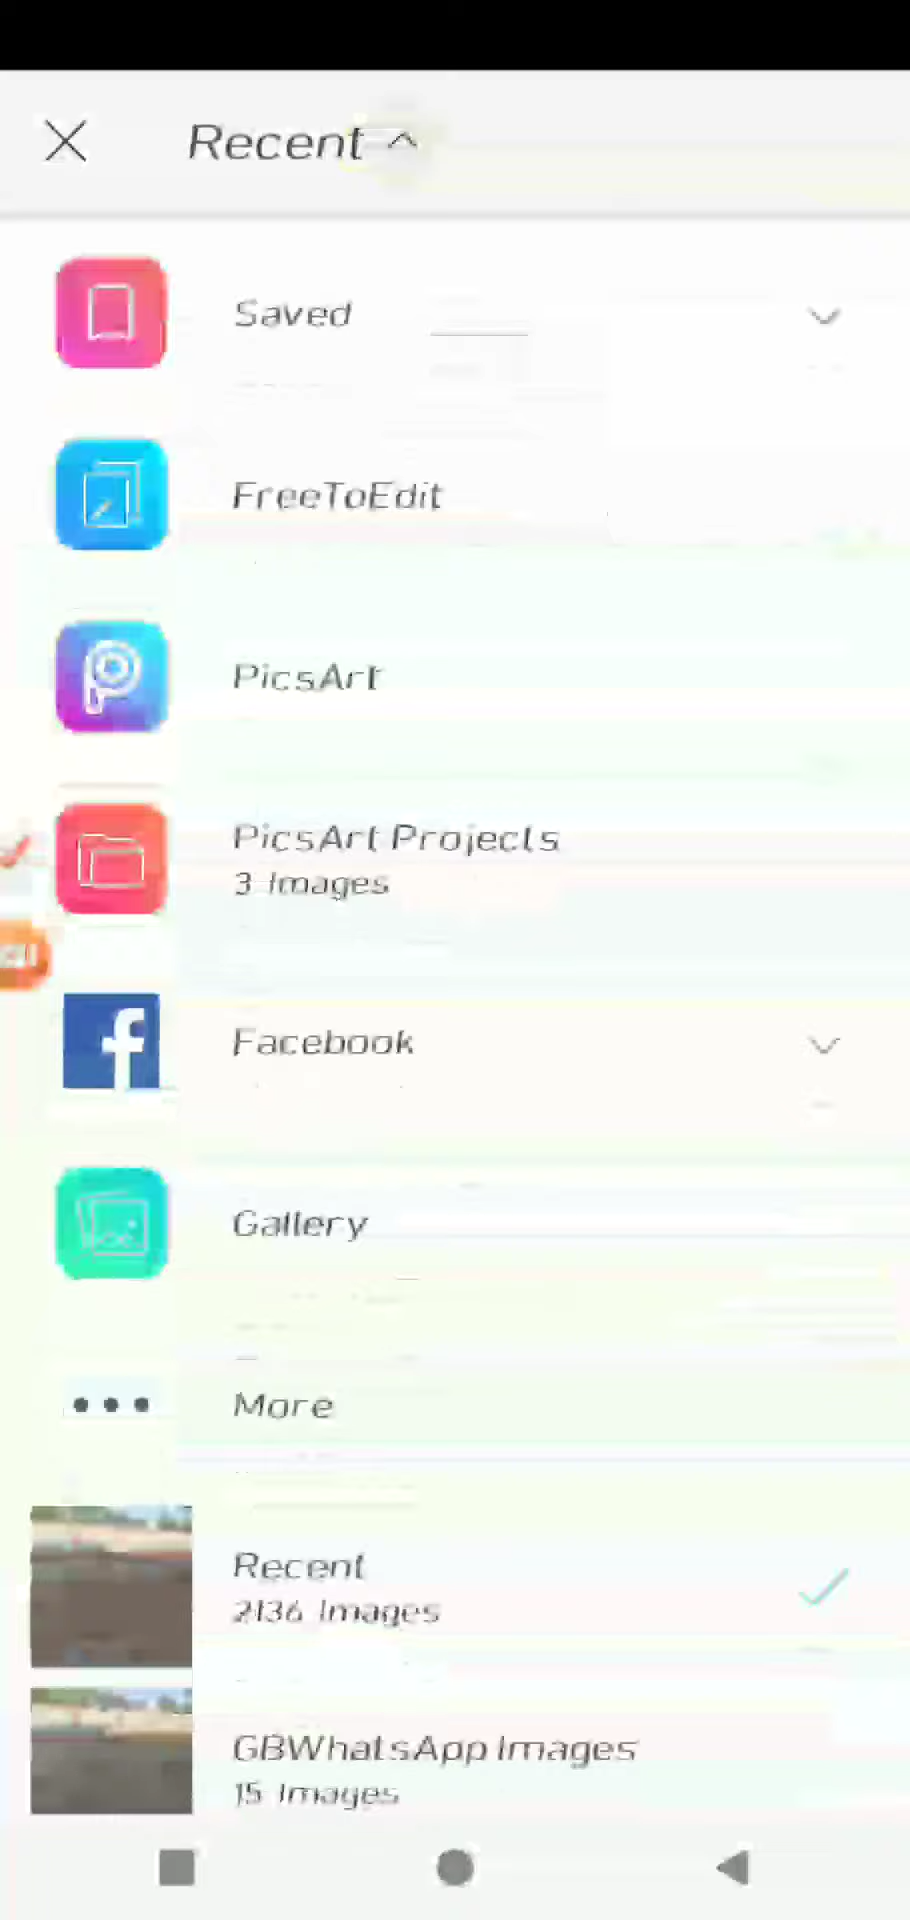 Recent
Saved
FreeToEdit
PicsArt
PicsArt Projects
3 Images
Facebook
Gallery
More
Recent
2136 Images
GBWhatsApp Images
15 Images